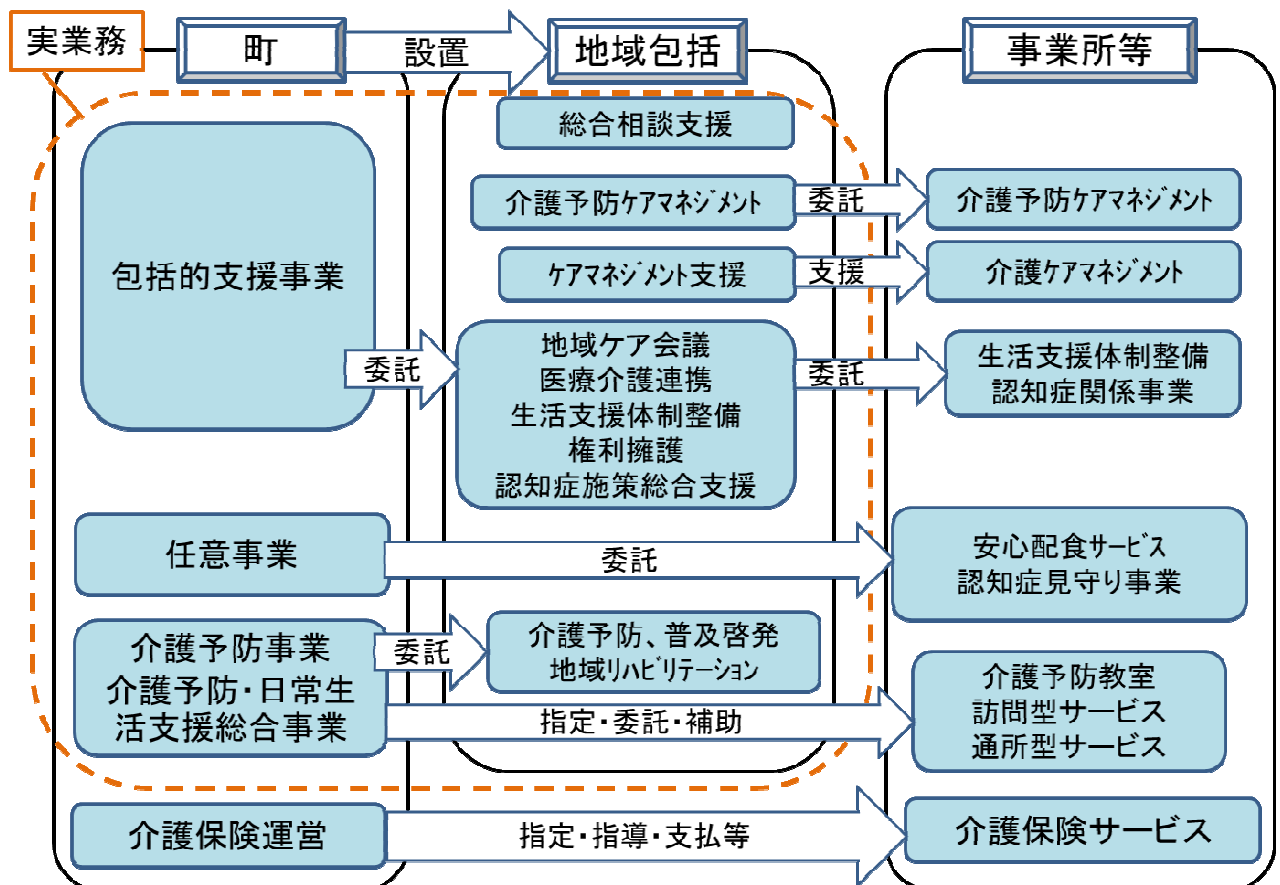 実業務
町
設置
地域包括
事業所等
総合相談支援
包括的支援事業
介護予防ｹｱﾏﾈｼﾞﾒﾝﾄ
委託
介護予防ｹｱﾏﾈｼﾞﾒﾝﾄ
ｹｱﾏﾈｼﾞﾒﾝﾄ支援
支援
介護ｹｱﾏﾈｼﾞﾒﾝﾄ
委託
地域ケア会議
医療介護連携
生活支援体制整備
権利擁護
認知症施策総合支援
委託
生活支援体制整備
認知症関係事業
任意事業
委託
安心配食ｻｰﾋﾞｽ
認知症見守り事業
介護予防事業
介護予防・日常生
活支援総合事業
委託
介護予防、普及啓発
地域ﾘﾊﾋﾞﾘﾃｰｼｮﾝ
指定・委託・補助
介護予防教室
訪問型サービス
通所型サービス
介護保険運営
指定・指導・支払等
介護保険サービス